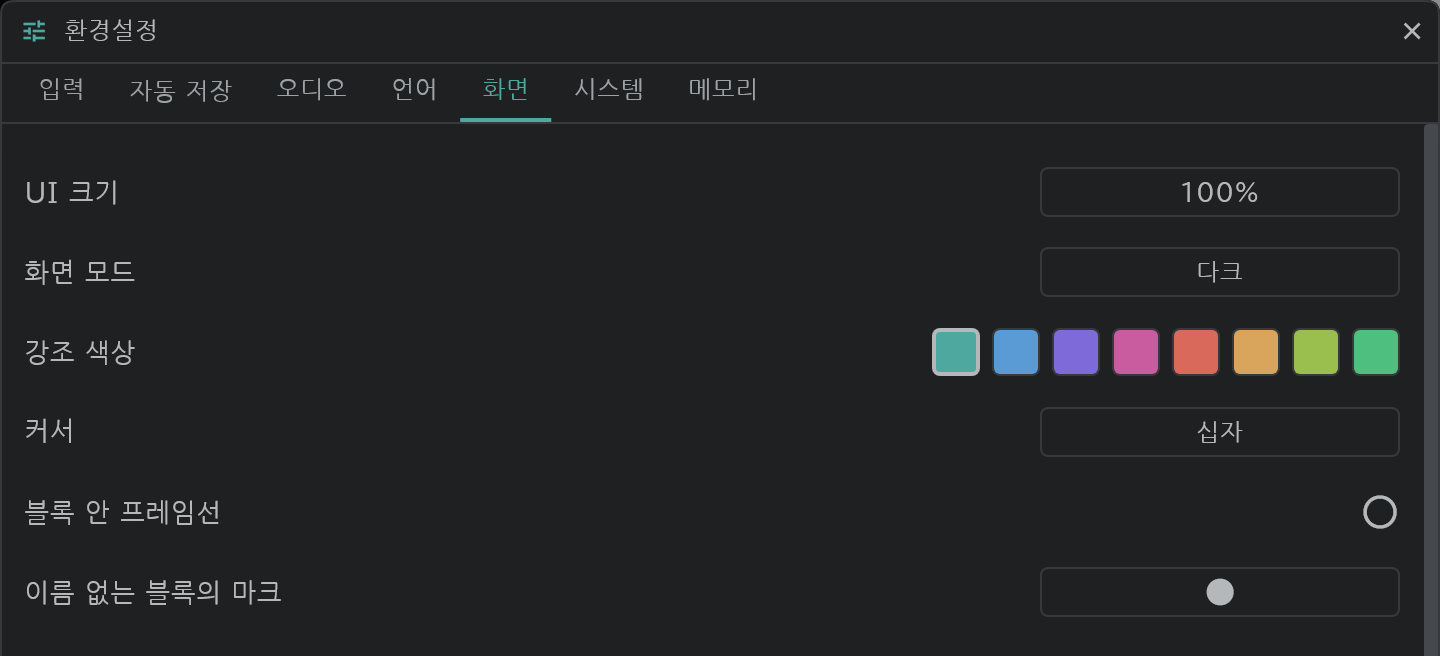 환경설정
입력 자동 저장 오디오 언어 화면 시스템 메모리
UI 크기 100%
화면 모드 다크
강조 색상
커서 십자
블록 안 프레임선
이름 없는 블록의 마크